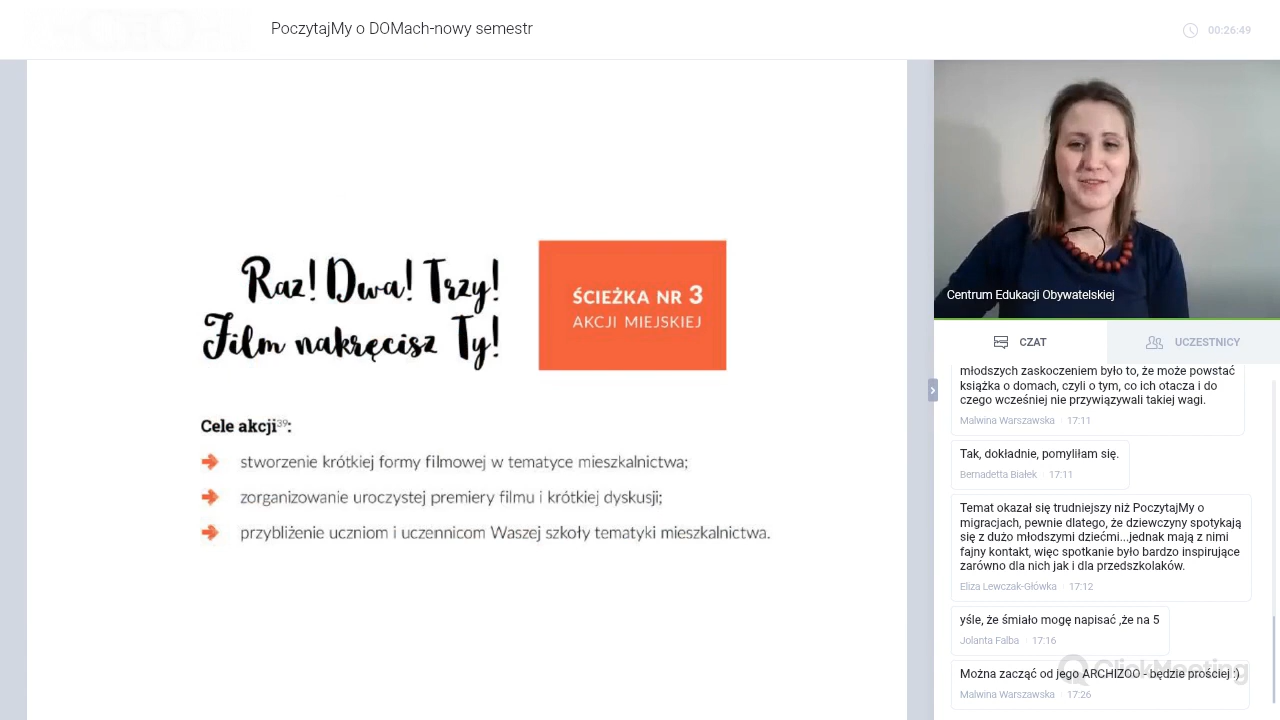 PoczytajMy o DOMach-nowy semestr
00:26:49
Raz! Dwa! Trzy!
Film nakręcisz Ty!
ŚCIEŻKA NR 3
AKCJI MIEJSKIEJ
Cele akcji39:
stworzenie krótkiej formy filmowej w tematyce mieszkalnictwa;
zorganizowanie uroczystej premiery filmu i krótkiej dyskusji;
przybliżenie uczniom i uczennicom Waszej szkoły tematyki mieszkalnictwa.
Centrum Edukacji Obywatelskiej
CZAT
UCZESTNICY
młodszych zaskoczeniem było to, że może powstać
książka o domach, czyli o tym, co ich otacza i do
czego wcześniej nie przywiązywali takiej wagi.
Malwina Warszawska · 17:11
Tak, dokładnie, pomyliłam się.
Bernadetta Białek · 17:11
Temat okazał się trudniejszy niż PoczytajMy o
migracjach, pewnie dlatego, że dziewczyny spotykają
się z dużo młodszymi dziećmi...jednak mają z nimi
fajny kontakt, więc spotkanie było bardzo inspirujące
zarówno dla nich jak i dla przedszkolaków.
Eliza Lewczak-Główka · 17:12
yśle, że śmiało mogę napisać ,że na 5
Jolanta Falba · 17:16
ClickMeeting
Można zacząć od jego ARCHIZOO - będzie prościej :)
Malwina Warszawska · 17:26